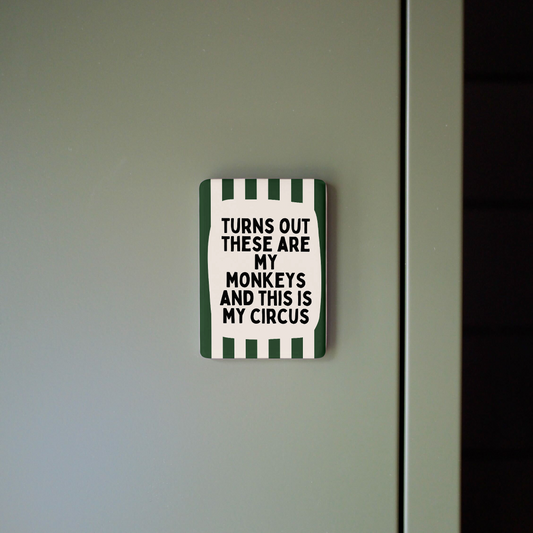 TURNS OUT
THESE ARE
MY
MONKEYS
AND THIS IS
MY CIRCUS